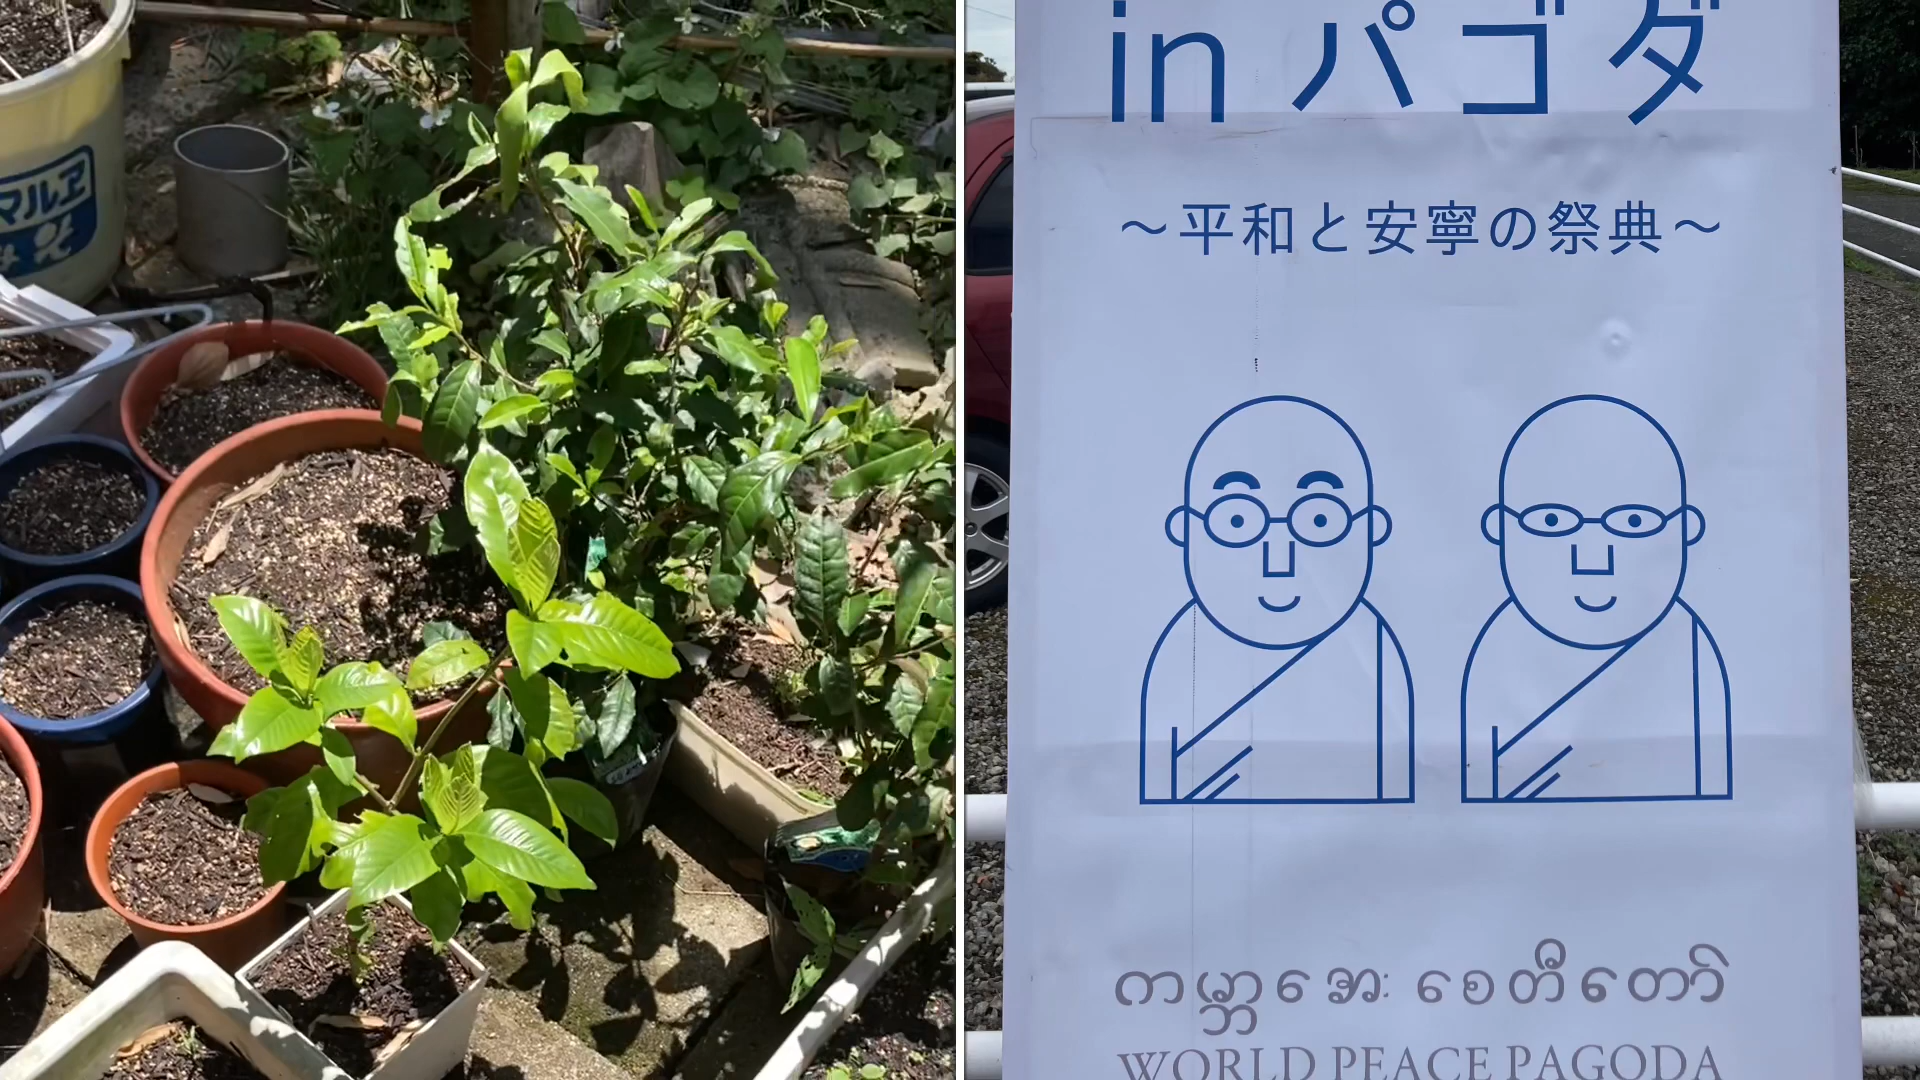 マルヱ
in パゴダ
～平和と安寧の祭典～
ကမ္ဘာအေး စေတီတော်
WORLD PEACE PAGODA